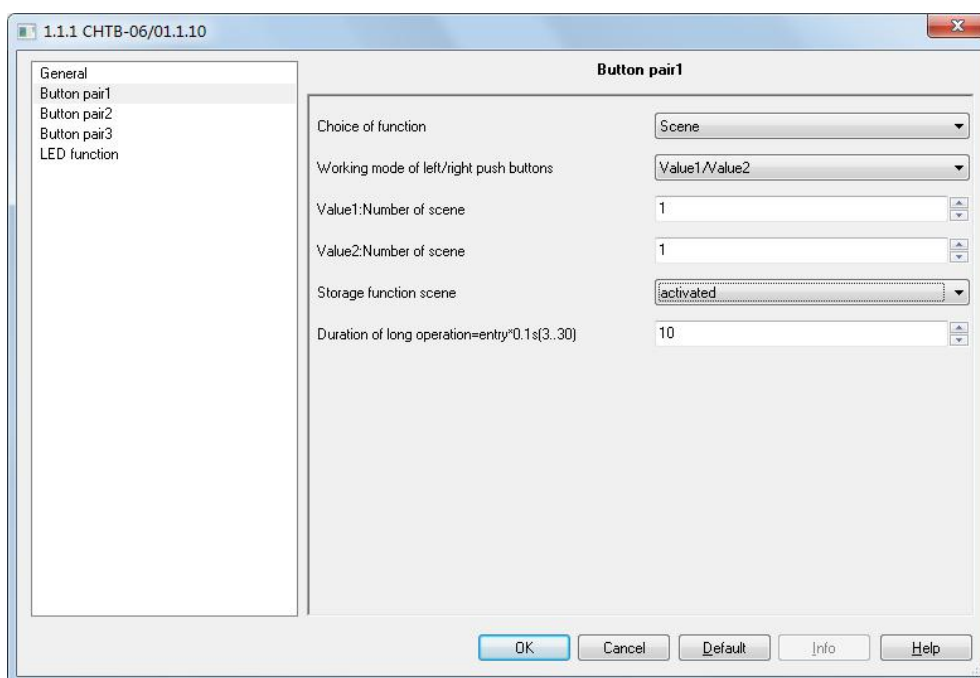 1.1.1 CHTB-06/01.1.10
General
Button pair1
Button pair2
Button pair3
LED function
Button pair1
Choice of function Scene
Working mode of left/right push buttons Value1/Value2
Value1:Number of scene 1
Value2:Number of scene 1
Storage function scene activated
Duration of long operation=entry*0.1s(3..30) 10
OK Cancel Default Info Help